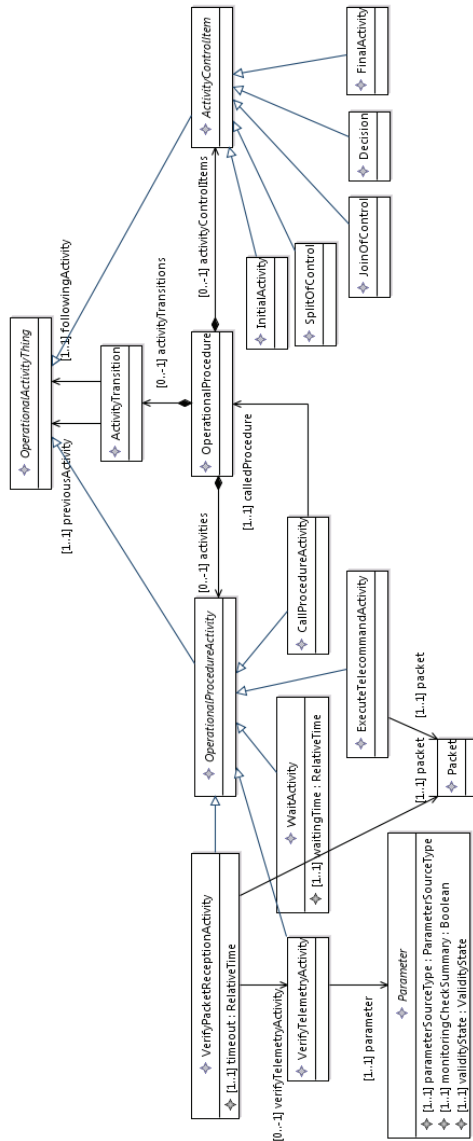 OperationalActivityThing
[1..1] previousActivity
[1..1] followingActivity
ActivityTransition
[0..-1] activityTransitions
VerifyPacketReceptionActivity
[1..1] timeout : RelativeTime
OperationalProcedureActivity
[0..-1] activities
OperationalProcedure
[0..-1] activityControlItems
ActivityControlItem
[0..-1] verifyTelemetryActivity
WaitActivity
[1..1] waitingTime : RelativeTime
[1..1] calledProcedure
InitialActivity
VerifyTelemetryActivity
CallProcedureActivity
SplitOfControl
[1..1] parameter
ExecuteTelecommandActivity
JoinOfControl
Decision
FinalActivity
Parameter
[1..1] parameterSourceType : ParameterSourceType
[1..1] monitoringCheckSummary : Boolean
[1..1] validityState : ValidityState
[1..1] packet
[1..1] packet
Packet